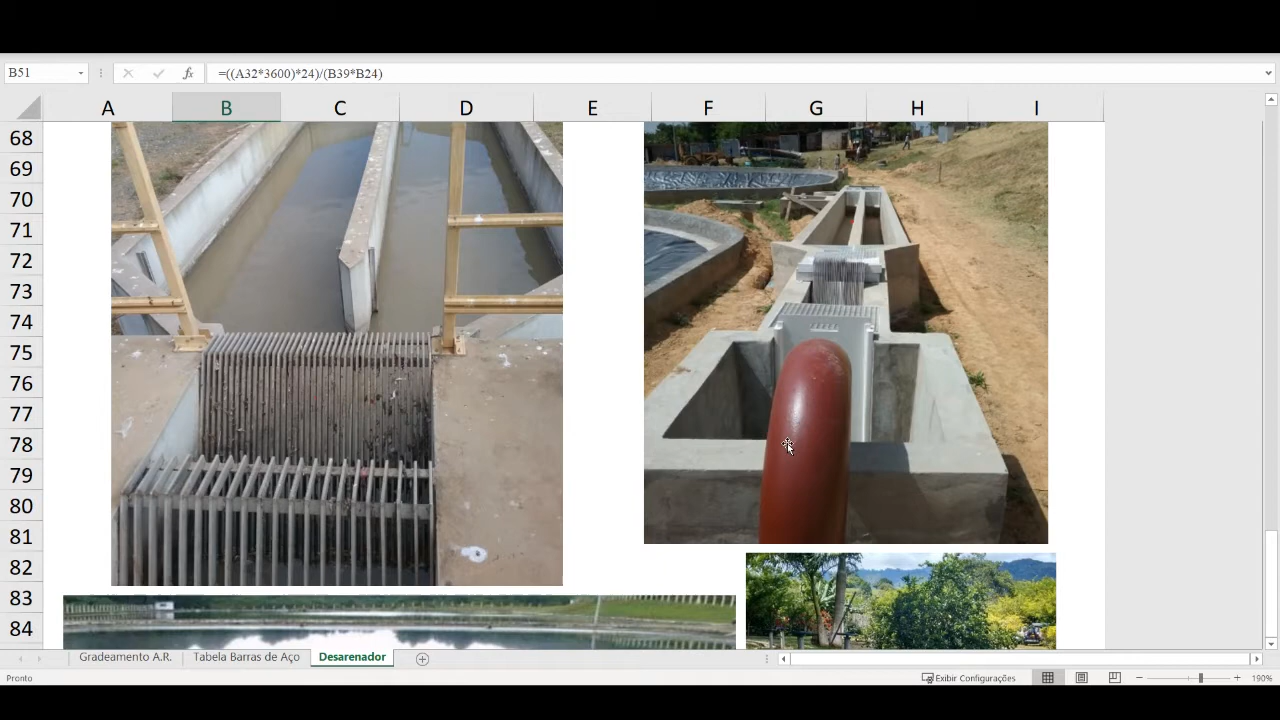 B51
fx
=((A32*3600)*24)/(B39*B24)
A B C D E F G H I
68
69
70
71
72
73
74
75
76
77
78
79
80
81
82
83
84
Gradeamento A.R. Tabela Barras de Aço Desarenador
Pronto Exibir Configurações 190%